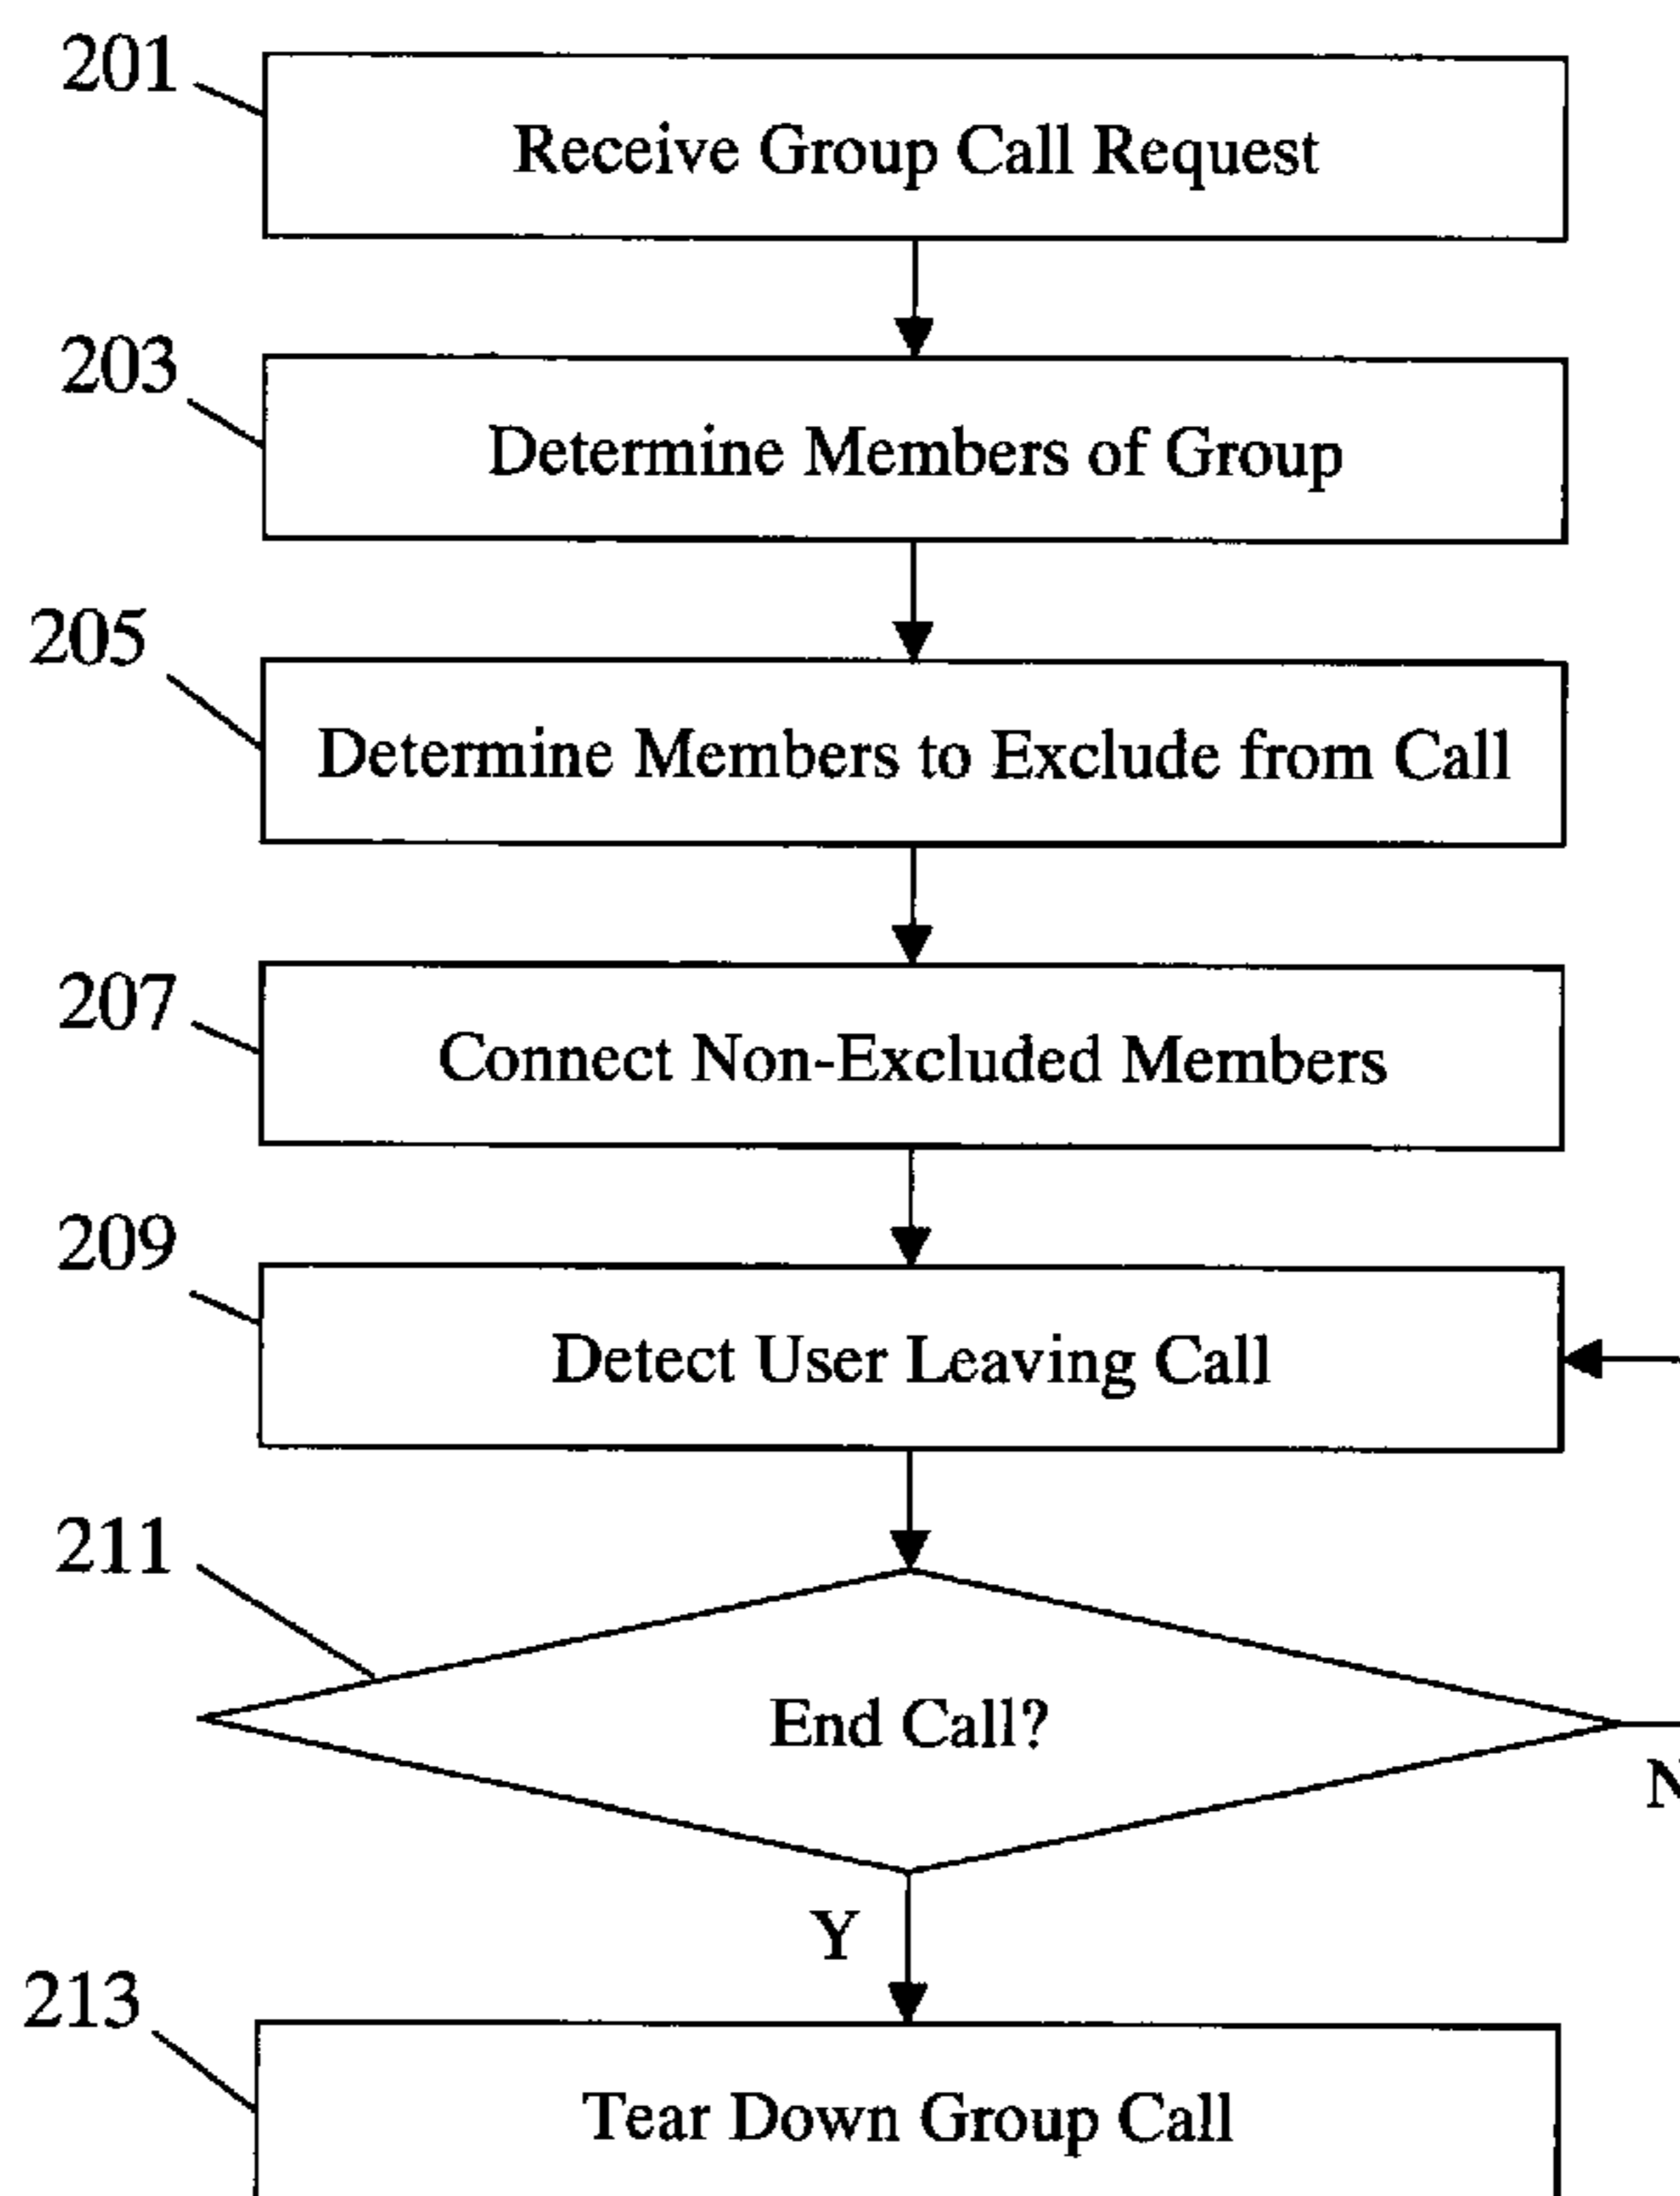 201
Receive Group Call Request
203
Determine Members of Group
205
Determine Members to Exclude from Call
207
Connect Non-Excluded Members
209
Detect User Leaving Call
211
End Call?
N
Y
213
Tear Down Group Call